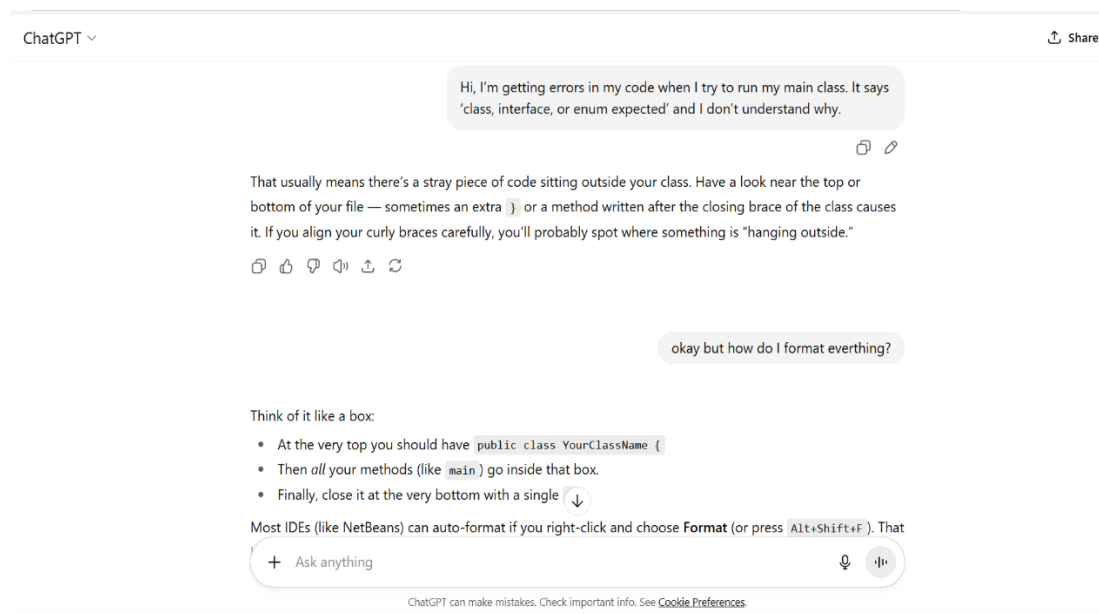 ChatGPT
Share
Hi, I’m getting errors in my code when I try to run my main class. It says
‘class, interface, or enum expected’ and I don’t understand why.
That usually means there’s a stray piece of code sitting outside your class. Have a look near the top or
bottom of your file — sometimes an extra } or a method written after the closing brace of the class causes
it. If you align your curly braces carefully, you’ll probably spot where something is “hanging outside.”
okay but how do I format everthing?
Think of it like a box:
• At the very top you should have public class YourClassName {
• Then all your methods (like main) go inside that box.
• Finally, close it at the very bottom with a single
Most IDEs (like NetBeans) can auto-format if you right-click and choose Format (or press Alt+Shift+F). That
Ask anything
ChatGPT can make mistakes. Check important info. See Cookie Preferences.